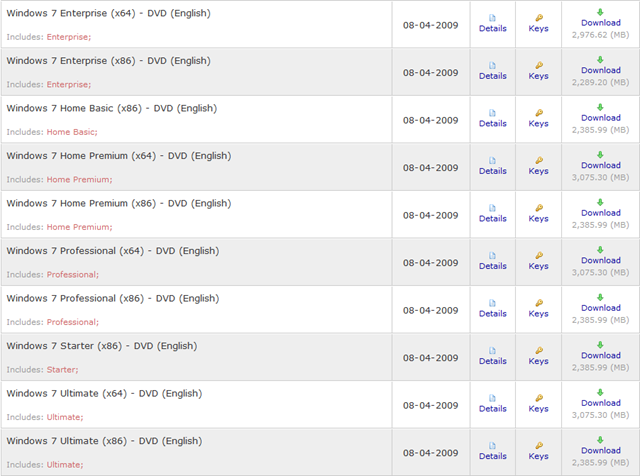 Windows 7 Enterprise (x64) - DVD (English)
Includes: Enterprise;
08-04-2009
Details
Keys
Download
2,976.62 (MB)
Windows 7 Enterprise (x86) - DVD (English)
Includes: Enterprise;
08-04-2009
Details
Keys
Download
2,289.20 (MB)
Windows 7 Home Basic (x86) - DVD (English)
Includes: Home Basic;
08-04-2009
Details
Keys
Download
2,385.99 (MB)
Windows 7 Home Premium (x64) - DVD (English)
Includes: Home Premium;
08-04-2009
Details
Keys
Download
3,075.30 (MB)
Windows 7 Home Premium (x86) - DVD (English)
Includes: Home Premium;
08-04-2009
Details
Keys
Download
2,385.99 (MB)
Windows 7 Professional (x64) - DVD (English)
Includes: Professional;
08-04-2009
Details
Keys
Download
3,075.30 (MB)
Windows 7 Professional (x86) - DVD (English)
Includes: Professional;
08-04-2009
Details
Keys
Download
2,385.99 (MB)
Windows 7 Starter (x86) - DVD (English)
Includes: Starter;
08-04-2009
Details
Keys
Download
2,385.99 (MB)
Windows 7 Ultimate (x64) - DVD (English)
Includes: Ultimate;
08-04-2009
Details
Keys
Download
3,075.30 (MB)
Windows 7 Ultimate (x86) - DVD (English)
Includes: Ultimate;
08-04-2009
Details
Keys
Download
2,385.99 (MB)